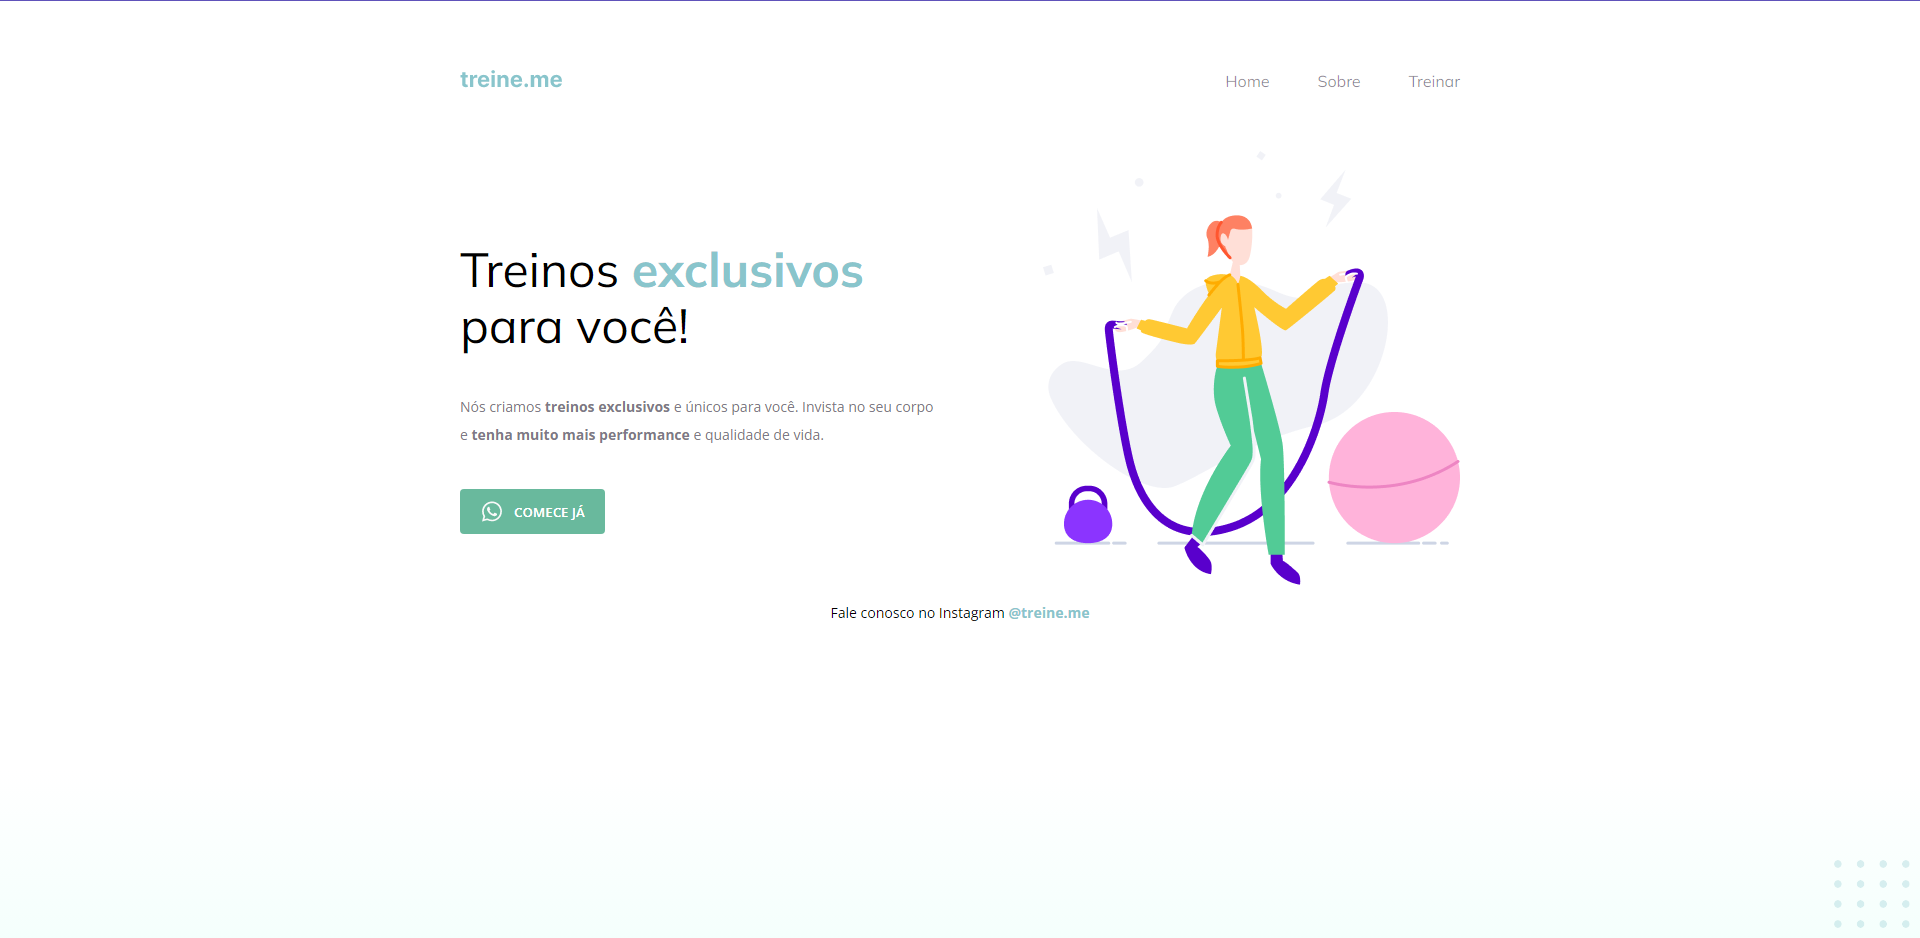 treine.me
Home Sobre Treinar
Treinos exclusivos
para você!
Nós criamos treinos exclusivos e únicos para você. Invista no seu corpo
e tenha muito mais performance e qualidade de vida.
COMECE JÁ
Fale conosco no Instagram @treine.me